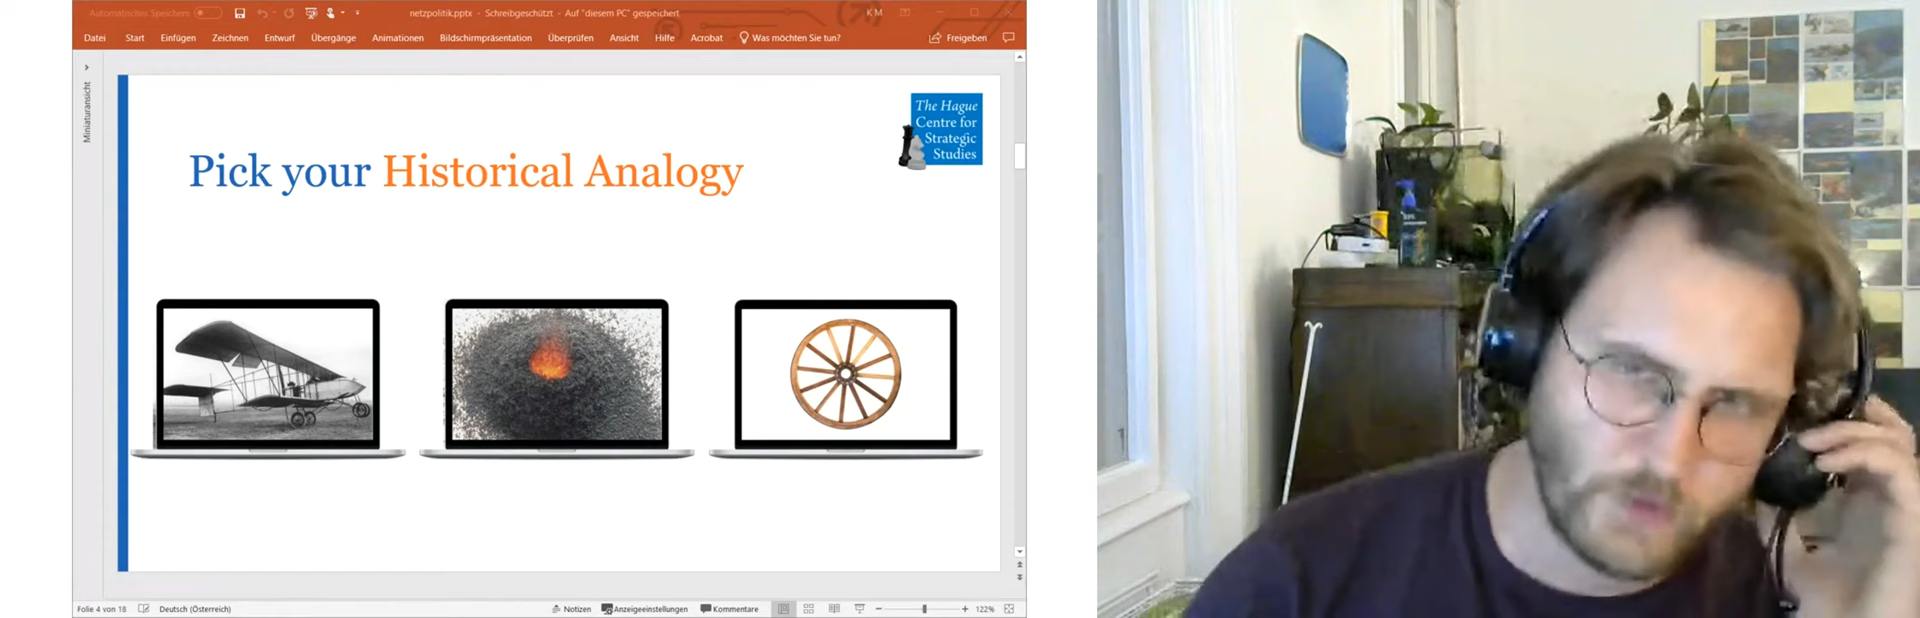 Automatisches Speichern
netzpolitik.pptx - Schreibgeschützt - Auf "diesem PC" gespeichert
K M
Datei Start Einfügen Zeichnen Entwurf Übergänge Animationen Bildschirmpräsentation Überprüfen Ansicht Hilfe Acrobat Was möchten Sie tun? Freigeben
Miniaturansicht
The Hague
Centre for
Strategic
Studies
Pick your Historical Analogy
Folie 4 von 18 Deutsch (Österreich) Notizen Anzeigeeinstellungen Kommentare 122%